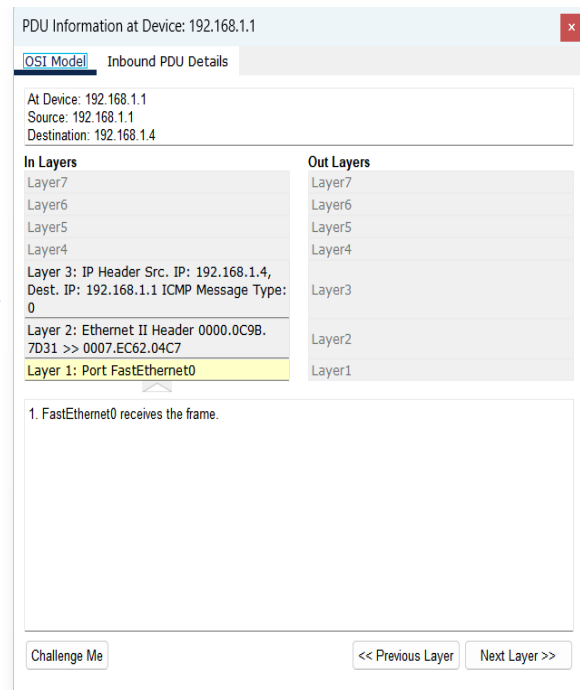 PDU Information at Device: 192.168.1.1
x
OSI Model Inbound PDU Details
At Device: 192.168.1.1
Source: 192.168.1.1
Destination: 192.168.1.4
In Layers Out Layers
Layer7 Layer7
Layer6 Layer6
Layer5 Layer5
Layer4 Layer4
Layer 3: IP Header Src. IP: 192.168.1.4,
Dest. IP: 192.168.1.1 ICMP Message Type:
0
Layer3
Layer 2: Ethernet II Header 0000.0C9B.
7D31 >> 0007.EC62.04C7
Layer2
Layer 1: Port FastEthernet0 Layer1
1. FastEthernet0 receives the frame.
Challenge Me << Previous Layer Next Layer >>